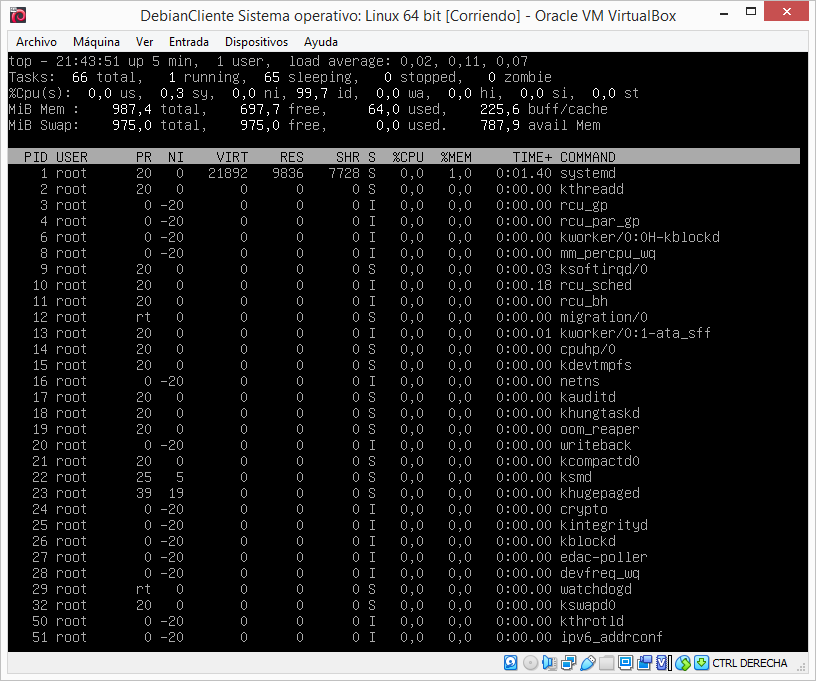 DebianCliente Sistema operativo: Linux 64 bit [Corriendo] - Oracle VM VirtualBox
Archivo Máquina Ver Entrada Dispositivos Ayuda
top - 21:43:51 up 5 min,  1 user,  load average: 0,02, 0,11, 0,07
Tasks:  66 total,   1 running,  65 sleeping,   0 stopped,   0 zombie
%Cpu(s):  0,0 us,  0,3 sy,  0,0 ni, 99,7 id,  0,0 wa,  0,0 hi,  0,0 si,  0,0 st
MiB Mem :    987,4 total,    697,7 free,     64,0 used,    225,6 buff/cache
MiB Swap:    975,0 total,    975,0 free,      0,0 used.    787,9 avail Mem
PID USER      PR  NI    VIRT    RES    SHR S  %CPU  %MEM     TIME+ COMMAND
1 root      20   0   21892   9836   7728 S   0,0   1,0   0:01.40 systemd
2 root      20   0       0      0      0 S   0,0   0,0   0:00.00 kthreadd
3 root       0 -20       0      0      0 I   0,0   0,0   0:00.00 rcu_gp
4 root       0 -20       0      0      0 I   0,0   0,0   0:00.00 rcu_par_gp
6 root       0 -20       0      0      0 I   0,0   0,0   0:00.00 kworker/0:0H-kblockd
8 root       0 -20       0      0      0 I   0,0   0,0   0:00.00 mm_percpu_wq
9 root      20   0       0      0      0 S   0,0   0,0   0:00.03 ksoftirqd/0
10 root      20   0       0      0      0 I   0,0   0,0   0:00.18 rcu_sched
11 root      20   0       0      0      0 I   0,0   0,0   0:00.00 rcu_bh
12 root      rt   0       0      0      0 S   0,0   0,0   0:00.00 migration/0
13 root      20   0       0      0      0 I   0,0   0,0   0:00.01 kworker/0:1-ata_sff
14 root      20   0       0      0      0 S   0,0   0,0   0:00.00 cpuhp/0
15 root      20   0       0      0      0 S   0,0   0,0   0:00.00 kdevtmpfs
16 root       0 -20       0      0      0 I   0,0   0,0   0:00.00 netns
17 root      20   0       0      0      0 S   0,0   0,0   0:00.00 kauditd
18 root      20   0       0      0      0 S   0,0   0,0   0:00.00 khungtaskd
19 root      20   0       0      0      0 S   0,0   0,0   0:00.00 oom_reaper
20 root       0 -20       0      0      0 I   0,0   0,0   0:00.00 writeback
21 root      20   0       0      0      0 S   0,0   0,0   0:00.00 kcompactd0
22 root      25   5       0      0      0 S   0,0   0,0   0:00.00 ksmd
23 root      39  19       0      0      0 S   0,0   0,0   0:00.00 khugepaged
24 root       0 -20       0      0      0 I   0,0   0,0   0:00.00 crypto
25 root       0 -20       0      0      0 I   0,0   0,0   0:00.00 kintegrityd
26 root       0 -20       0      0      0 I   0,0   0,0   0:00.00 kblockd
27 root       0 -20       0      0      0 I   0,0   0,0   0:00.00 edac-poller
28 root       0 -20       0      0      0 I   0,0   0,0   0:00.00 devfreq_wq
29 root      rt   0       0      0      0 S   0,0   0,0   0:00.00 watchdogd
32 root      20   0       0      0      0 S   0,0   0,0   0:00.00 kswapd0
50 root       0 -20       0      0      0 I   0,0   0,0   0:00.00 kthrotld
51 root       0 -20       0      0      0 I   0,0   0,0   0:00.00 ipv6_addrconf
CTRL DERECHA